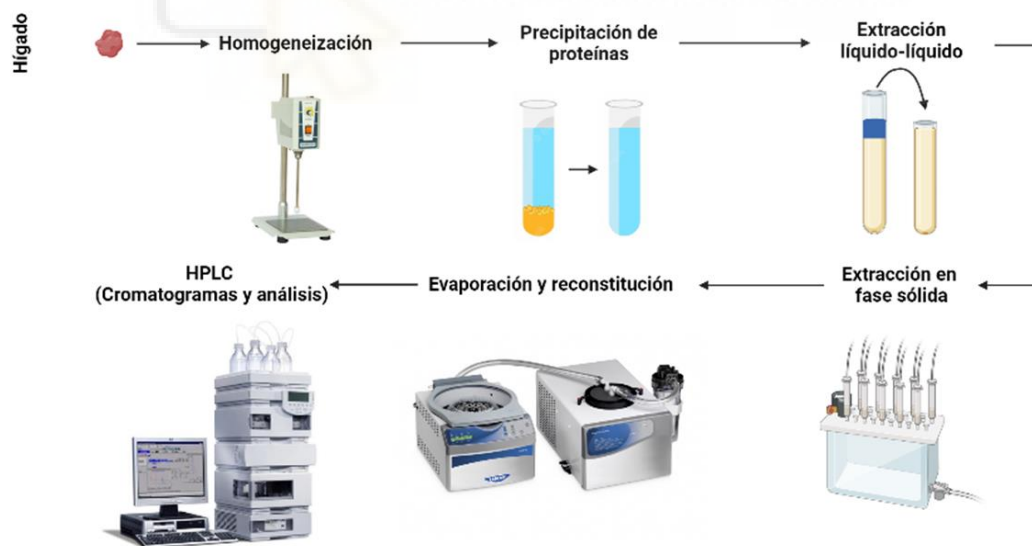 Hígado
Homogeneización
Precipitación de
proteínas
Extracción
líquido-líquido
HPLC
(Cromatogramas y análisis)
Evaporación y reconstitución
Extracción en
fase sólida